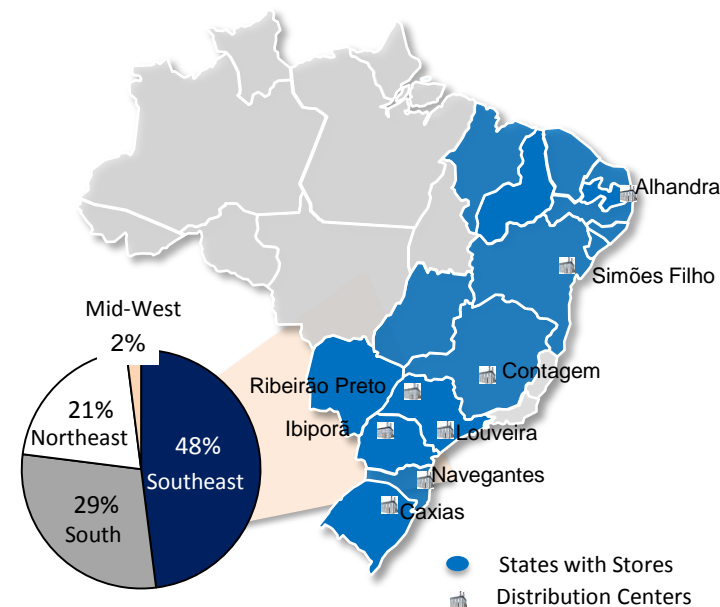 Alhandra
Simões Filho
Mid-West
2%
Contagem
Ribeirão Preto
21%
Northeast
Ibiporã
Louveira
48%
Southeast
Navegantes
29%
South
Caxias
States with Stores
Distribution Centers